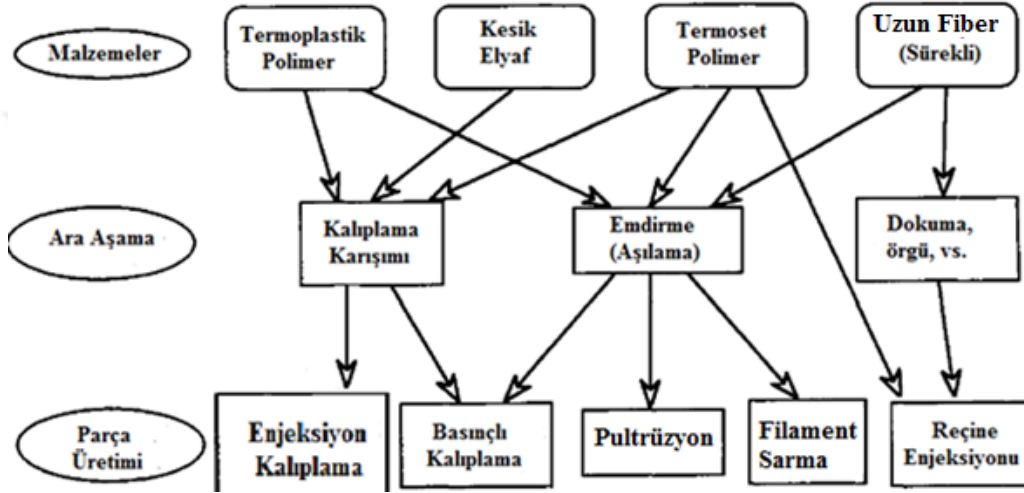 Malzemeler
Termoplastik
Polimer
Kesik
Elyaf
Termoset
Polimer
Uzun Fiber
(Sürekli)
Ara Aşama
Kalıplama
Karışımı
Emdirme
(Aşılama)
Dokuma,
örgü, vs.
Parça
Üretimi
Enjeksiyon
Kalıplama
Basınçlı
Kalıplama
Pultrüzyon
Filament
Sarma
Reçine
Enjeksiyonu